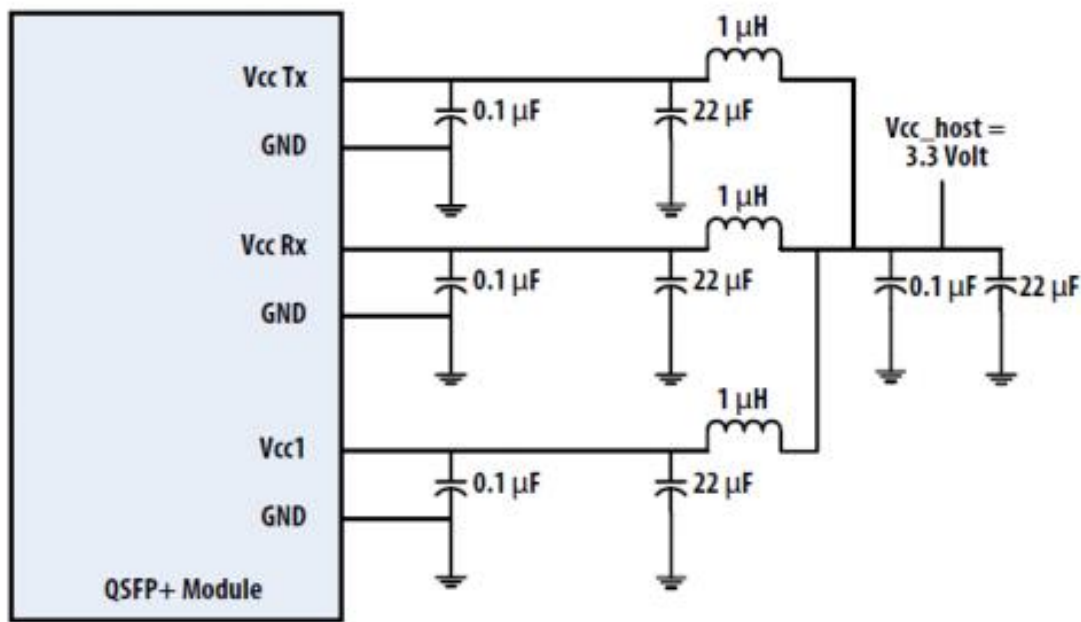 1 µH
Vcc Tx
0.1 µF
22 µF
GND
Vcc_host =
3.3 Volt
1 µH
Vcc Rx
0.1 µF
22 µF
0.1 µF
22 µF
GND
1 µH
Vcc1
0.1 µF
22 µF
GND
QSFP+ Module